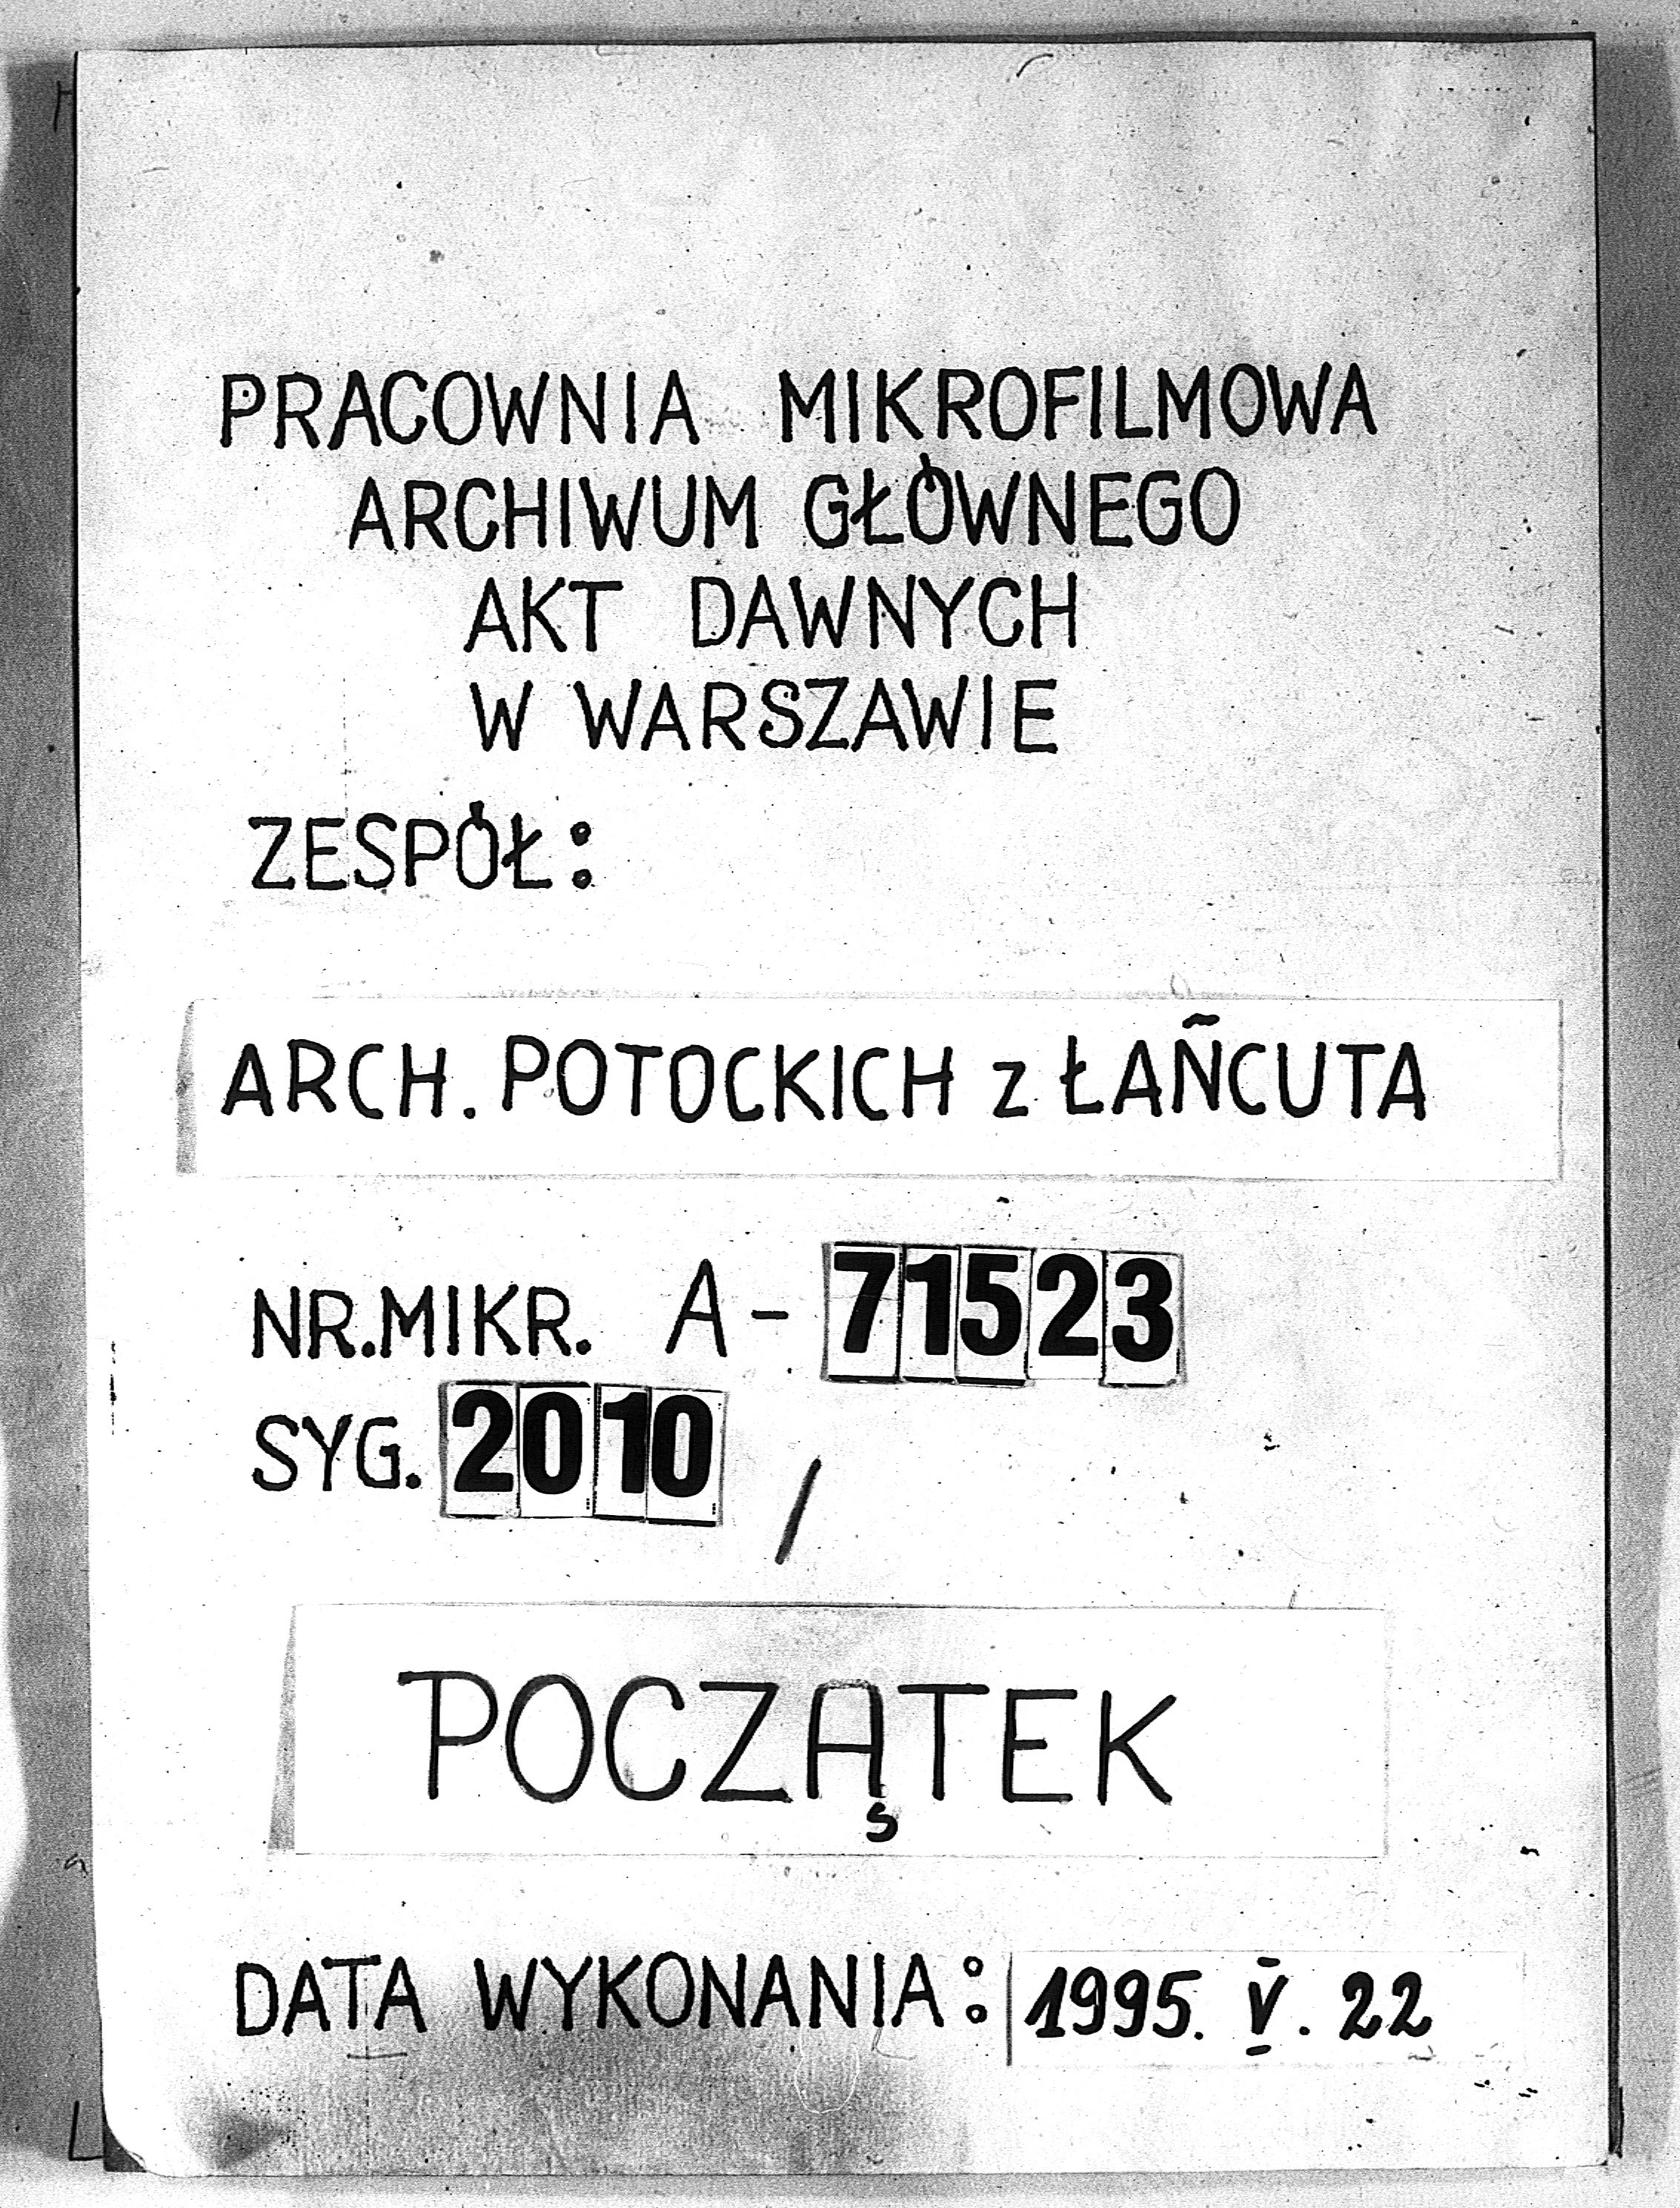 PRACOWNIA MIKROFILMOWA
ARCHIWUM GŁÓWNEGO
AKT DAWNYCH
W WARSZAWIE
ZESPÓŁ:
ARCH. POTOCKICH z ŁAŃCUTA
NR.MIKR. A- 71523
SYG. 2010 /
POCZĄTEK
DATA WYKONANIA: 1995. V. 22